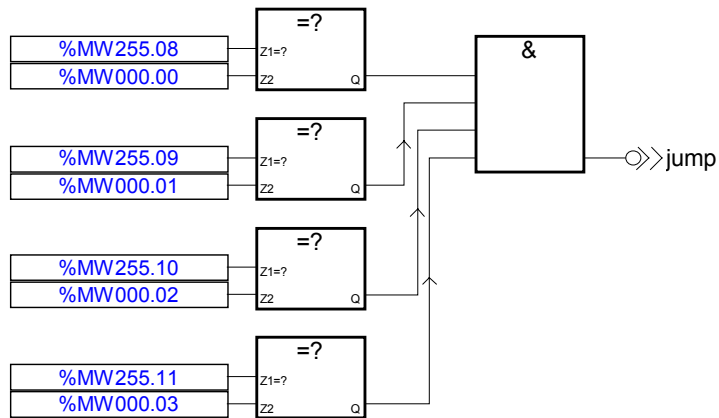 =?
&
%MW255.08
Z1=?
%MW000.00
Z2
Q
=?
%MW255.09
Z1=?
jump
%MW000.01
Z2
Q
=?
%MW255.10
Z1=?
%MW000.02
Z2
Q
=?
%MW255.11
Z1=?
%MW000.03
Z2
Q